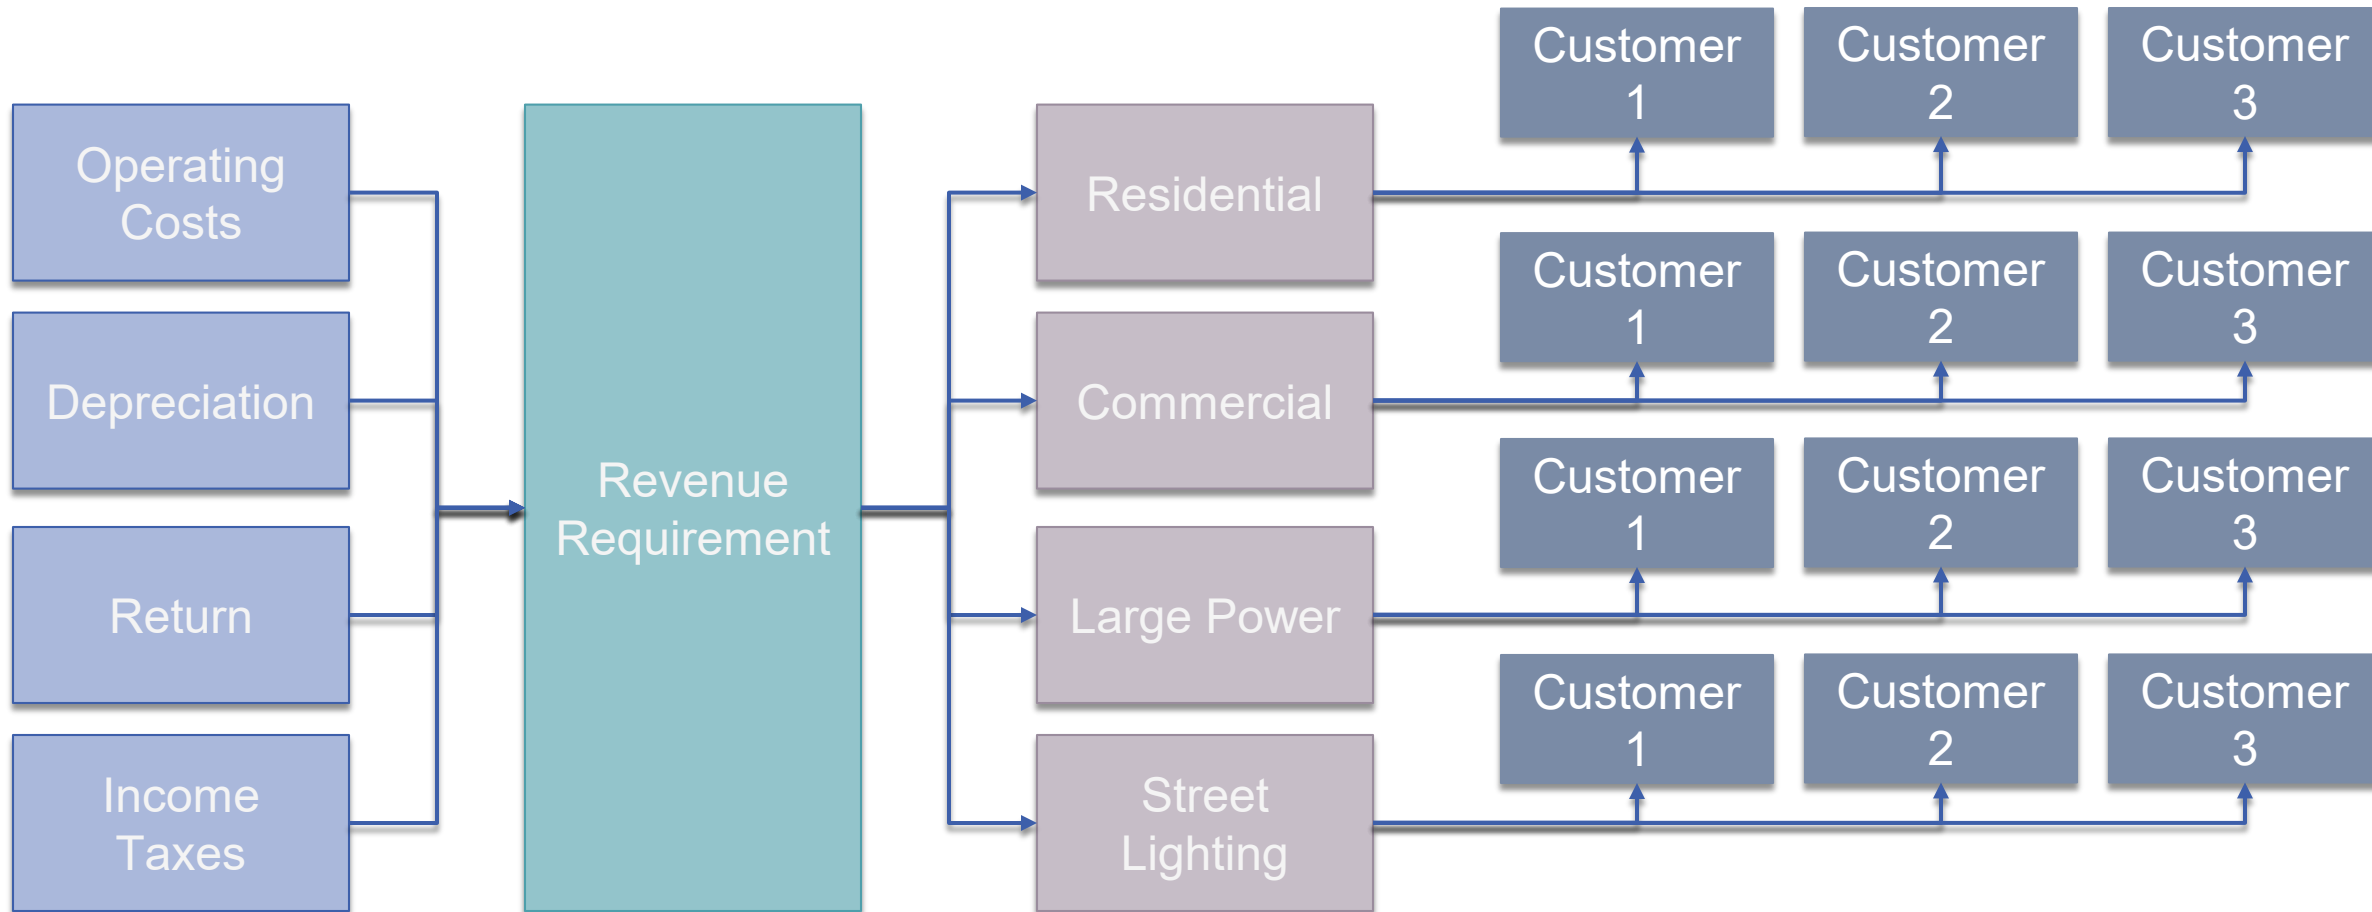 Operating
Costs
Depreciation
Return
Income
Taxes
Revenue
Requirement
Residential
Commercial
Large Power
Street
Lighting
Customer
1
Customer
2
Customer
3
Customer
1
Customer
2
Customer
3
Customer
1
Customer
2
Customer
3
Customer
1
Customer
2
Customer
3